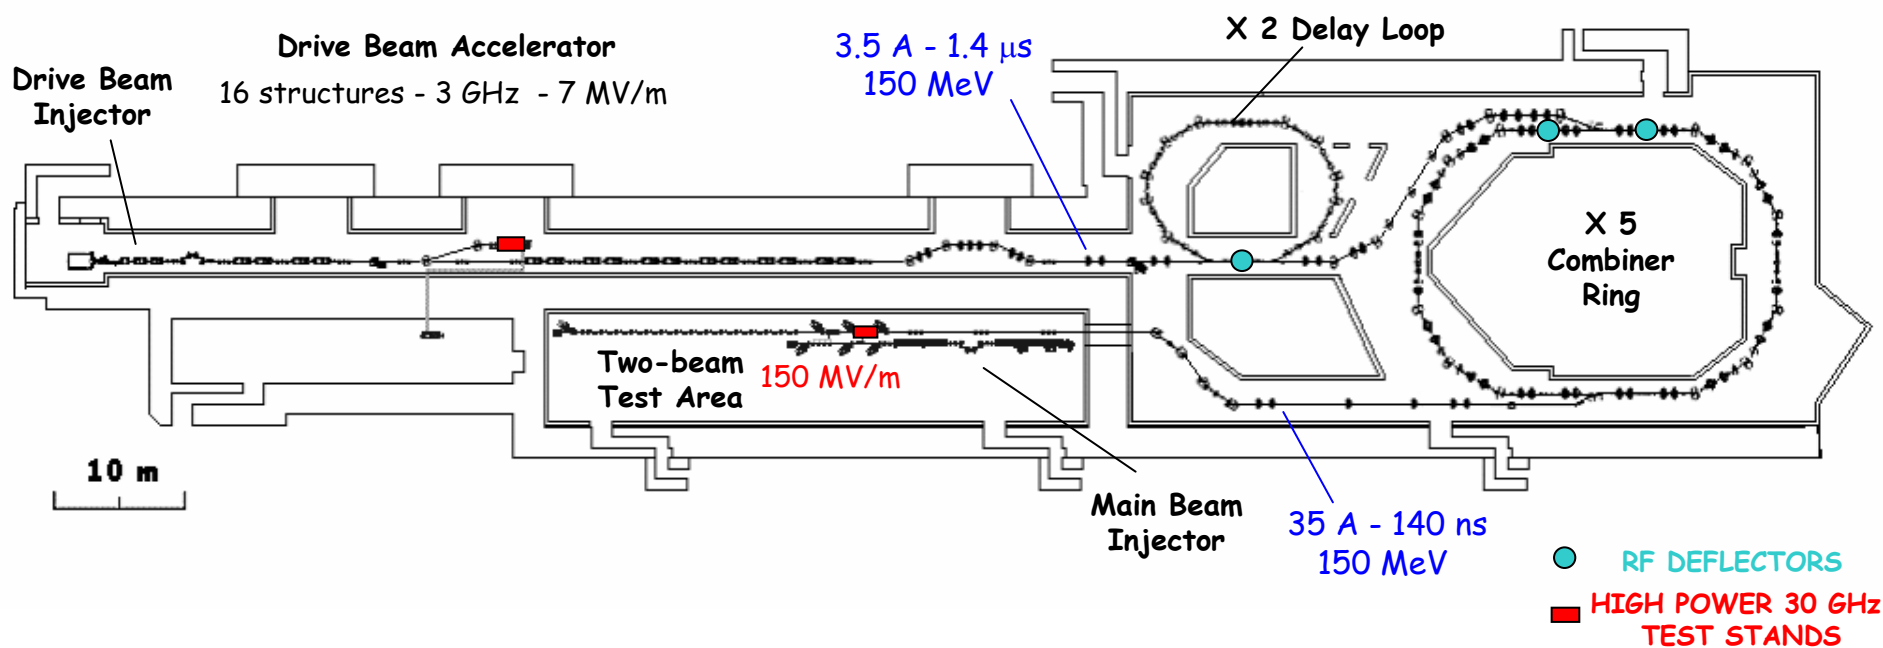 X 2 Delay Loop
Drive Beam Accelerator
16 structures - 3 GHz - 7 MV/m
3.5 A - 1.4 μs
150 MeV
Drive Beam
Injector
X 5
Combiner
Ring
Two-beam
Test Area
150 MV/m
10 m
Main Beam
Injector
35 A - 140 ns
150 MeV
RF DEFLECTORS
HIGH POWER 30 GHz
TEST STANDS